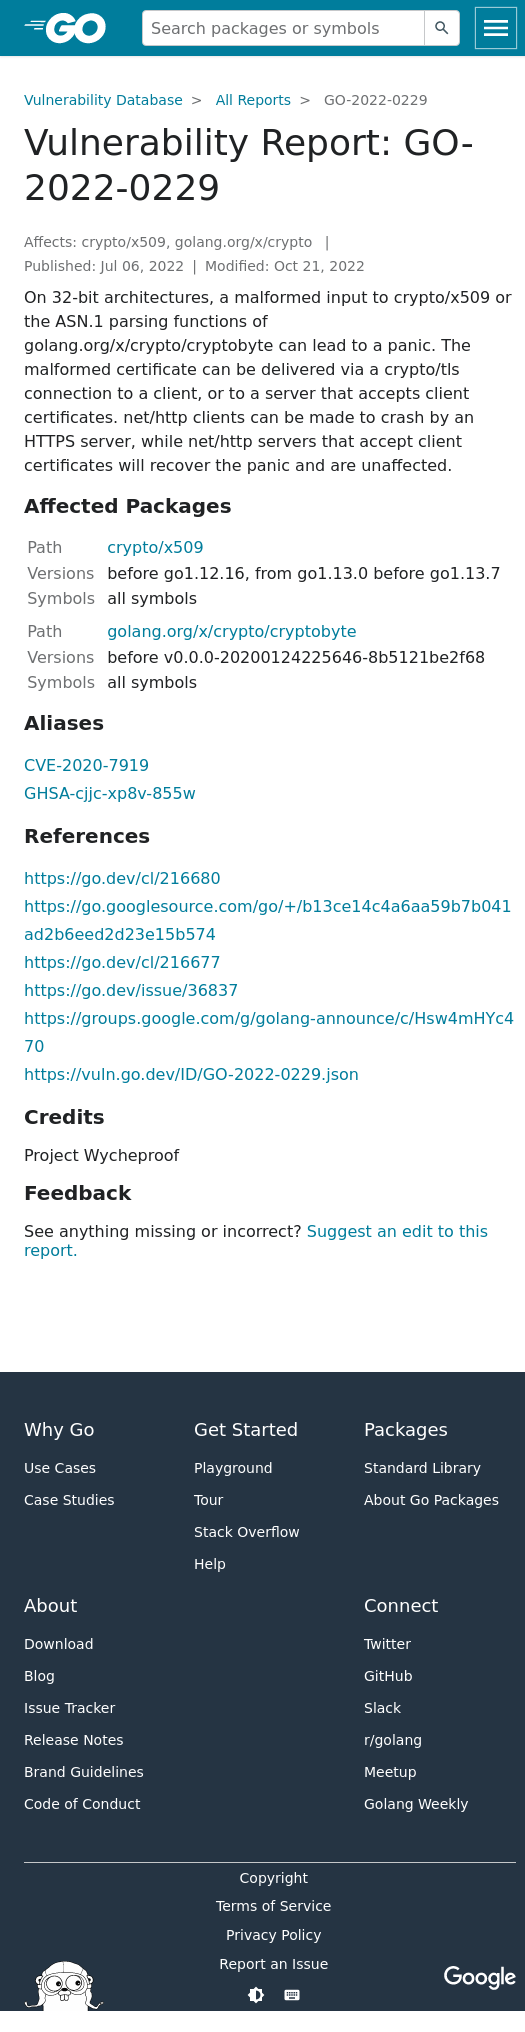 GO
Search packages or symbols
Vulnerability Database > All Reports > GO-2022-0229
Vulnerability Report: GO-
2022-0229
Affects: crypto/x509, golang.org/x/crypto |
Published: Jul 06, 2022 | Modified: Oct 21, 2022
On 32-bit architectures, a malformed input to crypto/x509 or
the ASN.1 parsing functions of
golang.org/x/crypto/cryptobyte can lead to a panic. The
malformed certificate can be delivered via a crypto/tls
connection to a client, or to a server that accepts client
certificates. net/http clients can be made to crash by an
HTTPS server, while net/http servers that accept client
certificates will recover the panic and are unaffected.
Affected Packages
Path crypto/x509
Versions before go1.12.16, from go1.13.0 before go1.13.7
Symbols all symbols
Path golang.org/x/crypto/cryptobyte
Versions before v0.0.0-20200124225646-8b5121be2f68
Symbols all symbols
Aliases
CVE-2020-7919
GHSA-cjjc-xp8v-855w
References
https://go.dev/cl/216680
https://go.googlesource.com/go/+/b13ce14c4a6aa59b7b041
ad2b6eed2d23e15b574
https://go.dev/cl/216677
https://go.dev/issue/36837
https://groups.google.com/g/golang-announce/c/Hsw4mHYc4
70
https://vuln.go.dev/ID/GO-2022-0229.json
Credits
Project Wycheproof
Feedback
See anything missing or incorrect? Suggest an edit to this
report.
Why Go
Use Cases
Case Studies
Get Started
Playground
Tour
Stack Overflow
Help
Packages
Standard Library
About Go Packages
About
Download
Blog
Issue Tracker
Release Notes
Brand Guidelines
Code of Conduct
Connect
Twitter
GitHub
Slack
r/golang
Meetup
Golang Weekly
Copyright
Terms of Service
Privacy Policy
Report an Issue
Google